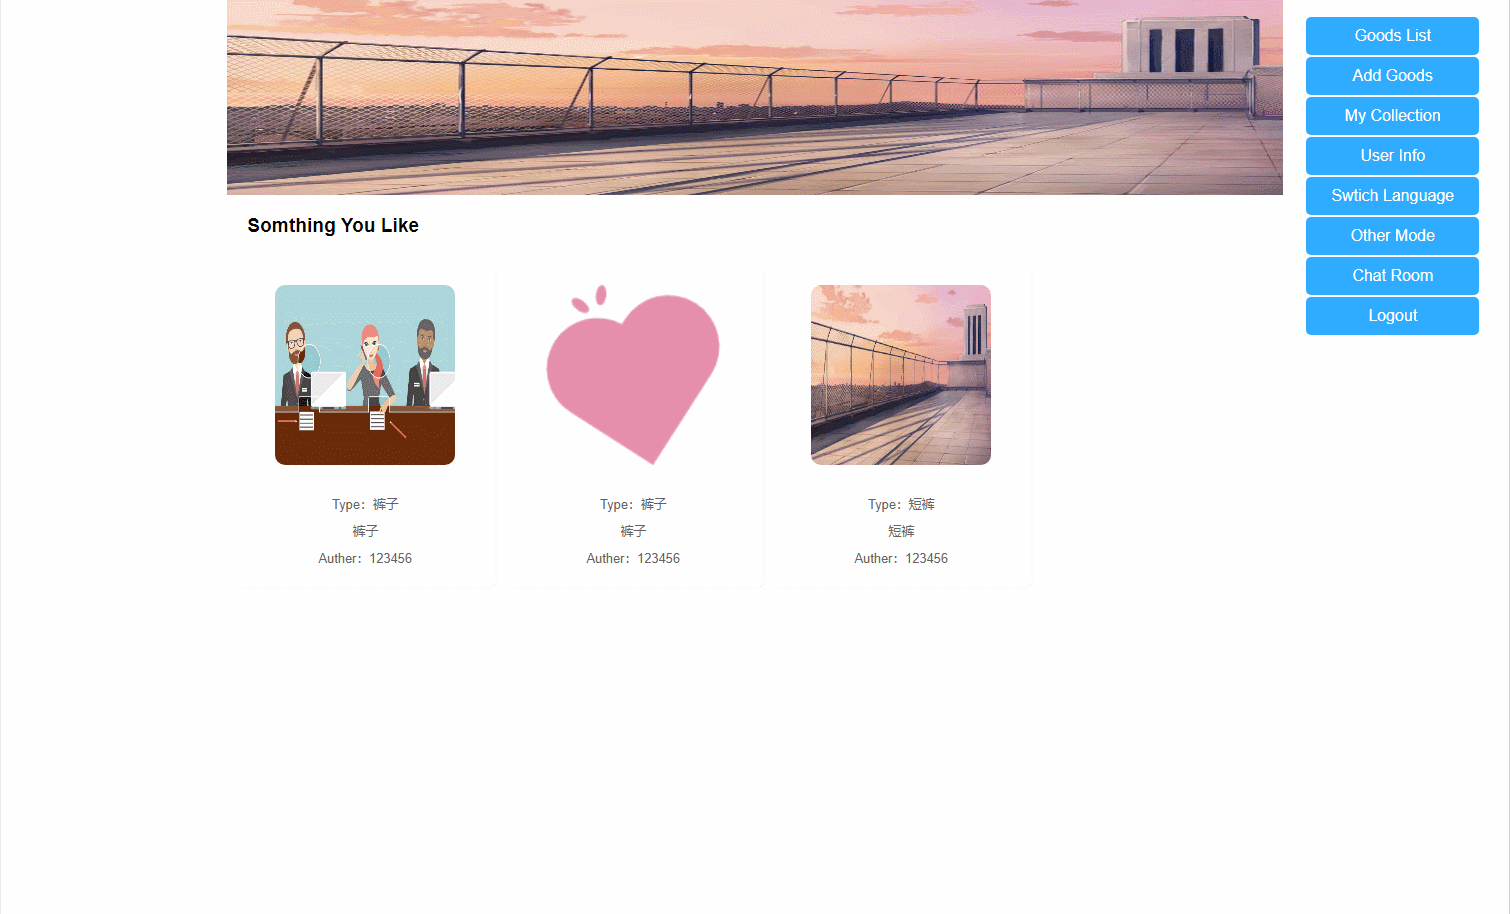 Goods List
Add Goods
My Collection
User Info
Swtich Language
Other Mode
Chat Room
Logout
Somthing You Like
Type: 裤子
裤子
Auther: 123456
Type: 裤子
裤子
Auther: 123456
Type: 短裤
短裤
Auther: 123456